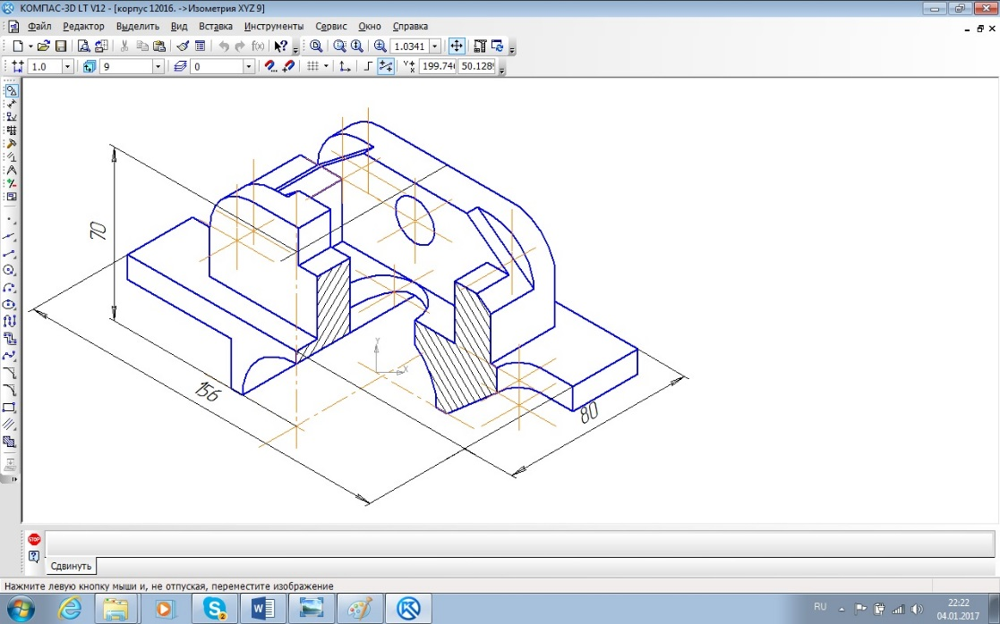 КОМПАС-3D LT V12 - [корпус 12016. ->Изометрия XYZ 9]
Файл Редактор Выделить Вид Вставка Инструменты Сервис Окно Справка
1.0341
1.0 9 0 199.74 50.128
70
156
80
Y
X
STOP
Сдвинуть
Нажмите левую кнопку мыши и, не отпуская, переместите изображение
RU
22:22
04.01.2017